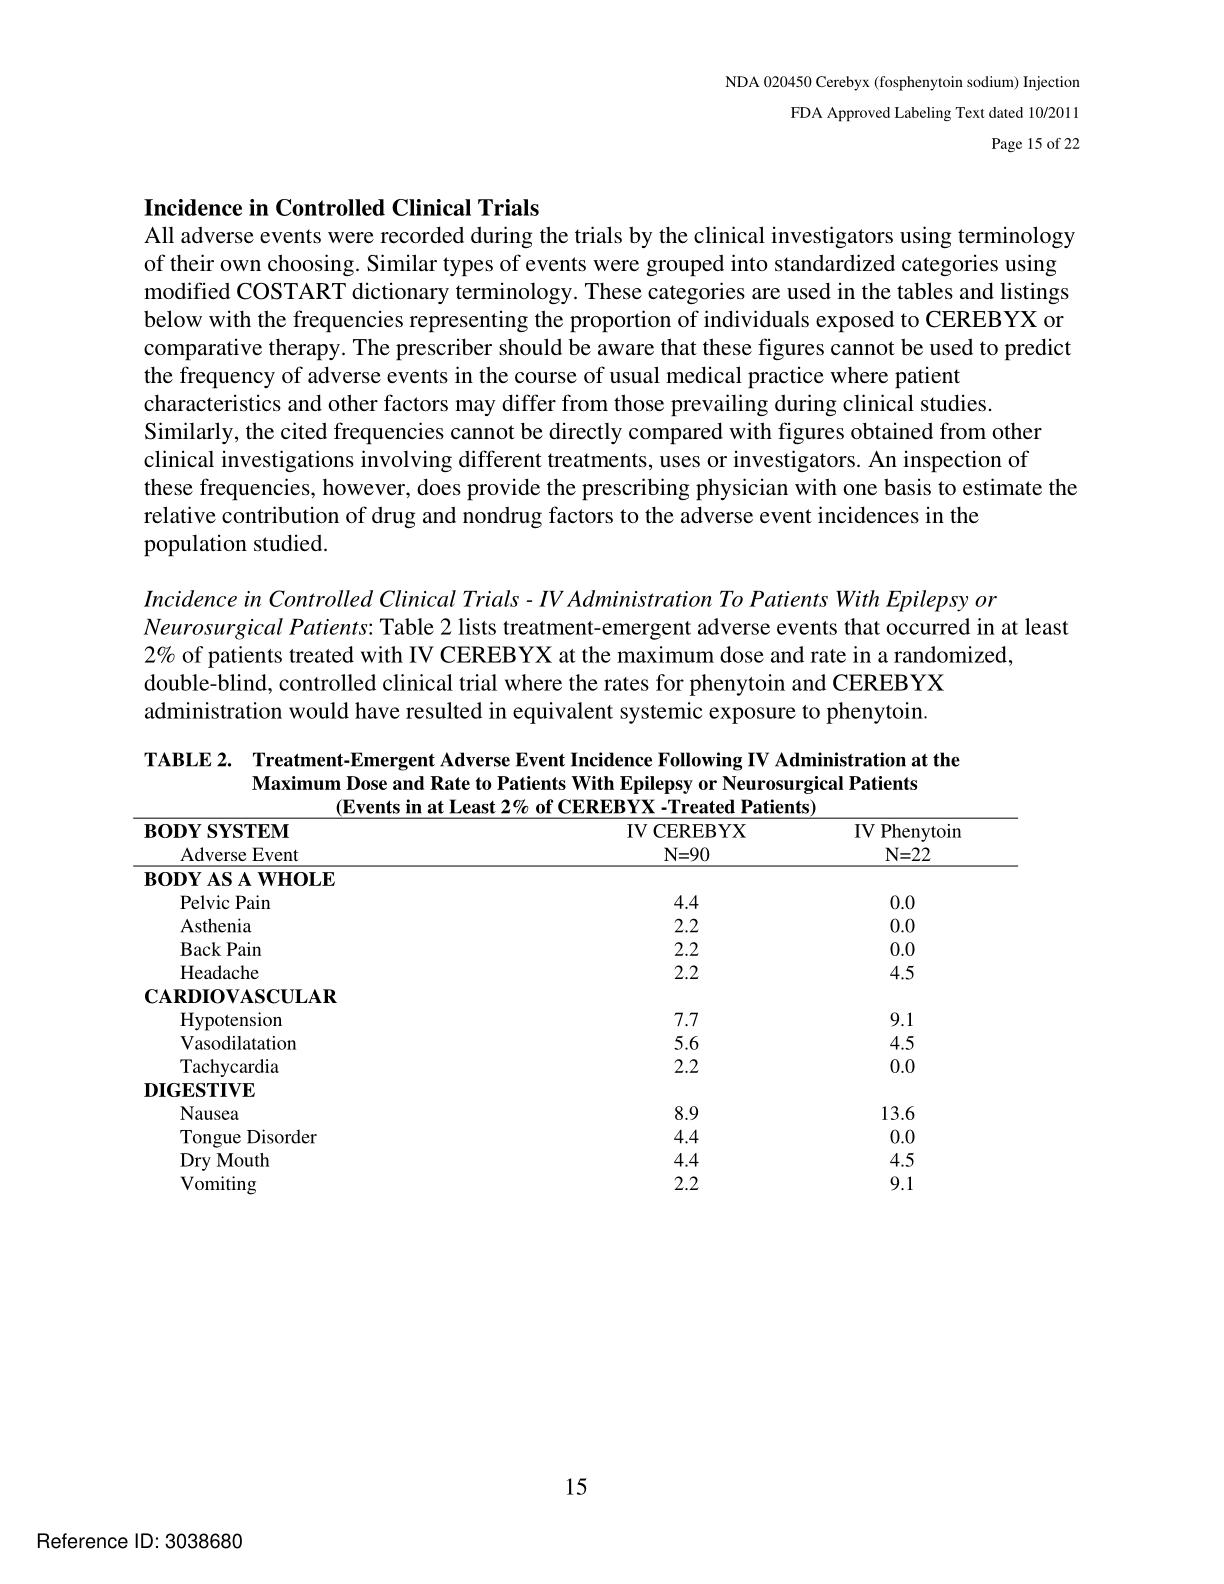 NDA 020450 Cerebyx (fosphenytoin sodium) Injection
FDA Approved Labeling Text dated 10/2011
Page 15 of 22
Incidence in Controlled Clinical Trials
All adverse events were recorded during the trials by the clinical investigators using terminology
of their own choosing. Similar types of events were grouped into standardized categories using
modified COSTART dictionary terminology. These categories are used in the tables and listings
below with the frequencies representing the proportion of individuals exposed to CEREBYX or
comparative therapy. The prescriber should be aware that these figures cannot be used to predict
the frequency of adverse events in the course of usual medical practice where patient
characteristics and other factors may differ from those prevailing during clinical studies.
Similarly, the cited frequencies cannot be directly compared with figures obtained from other
clinical investigations involving different treatments, uses or investigators. An inspection of
these frequencies, however, does provide the prescribing physician with one basis to estimate the
relative contribution of drug and nondrug factors to the adverse event incidences in the
population studied.
Incidence in Controlled Clinical Trials - IV Administration To Patients With Epilepsy or
Neurosurgical Patients: Table 2 lists treatment-emergent adverse events that occurred in at least
2% of patients treated with IV CEREBYX at the maximum dose and rate in a randomized,
double-blind, controlled clinical trial where the rates for phenytoin and CEREBYX
administration would have resulted in equivalent systemic exposure to phenytoin.
TABLE 2. Treatment-Emergent Adverse Event Incidence Following IV Administration at the
Maximum Dose and Rate to Patients With Epilepsy or Neurosurgical Patients
(Events in at Least 2% of CEREBYX -Treated Patients)
BODY SYSTEM IV CEREBYX IV Phenytoin
Adverse Event N=90 N=22
BODY AS A WHOLE
Pelvic Pain 4.4 0.0
Asthenia 2.2 0.0
Back Pain 2.2 0.0
Headache 2.2 4.5
CARDIOVASCULAR
Hypotension 7.7 9.1
Vasodilatation 5.6 4.5
Tachycardia 2.2 0.0
DIGESTIVE
Nausea 8.9 13.6
Tongue Disorder 4.4 0.0
Dry Mouth 4.4 4.5
Vomiting 2.2 9.1
15
Reference ID: 3038680